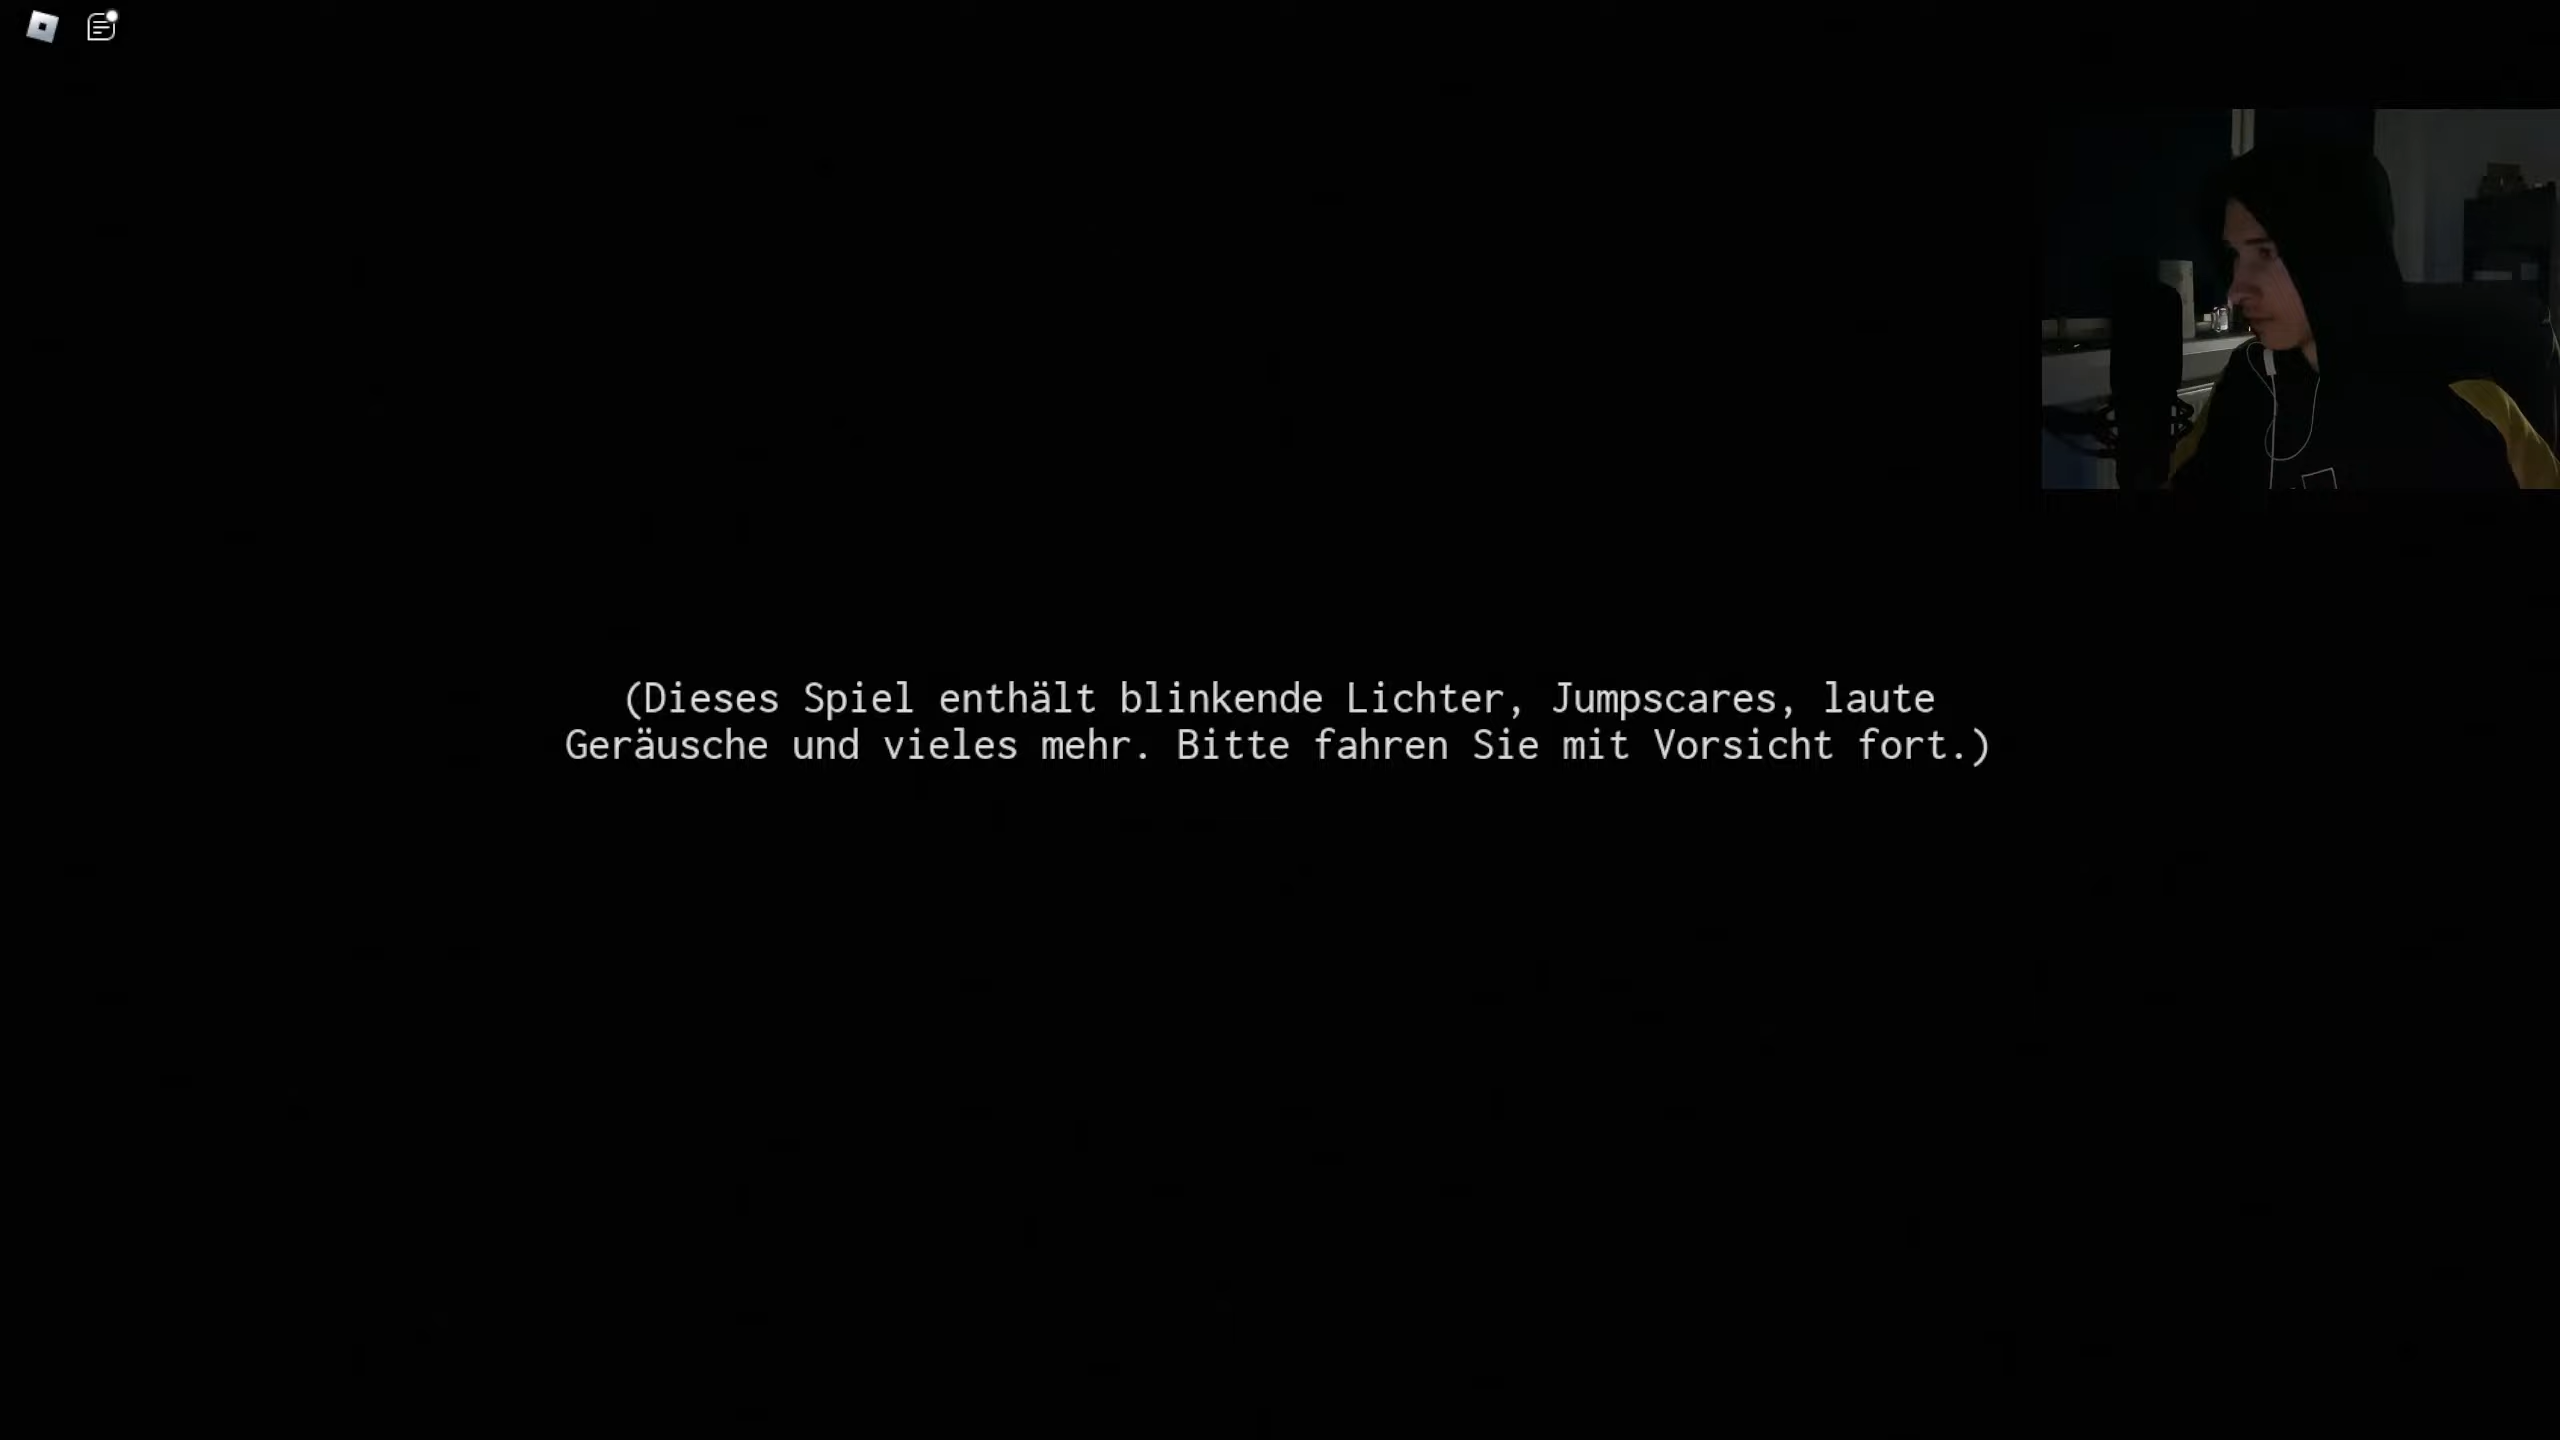 (Dieses Spiel enthält blinkende Lichter, Jumpscares, laute
Geräusche und vieles mehr. Bitte fahren Sie mit Vorsicht fort.)